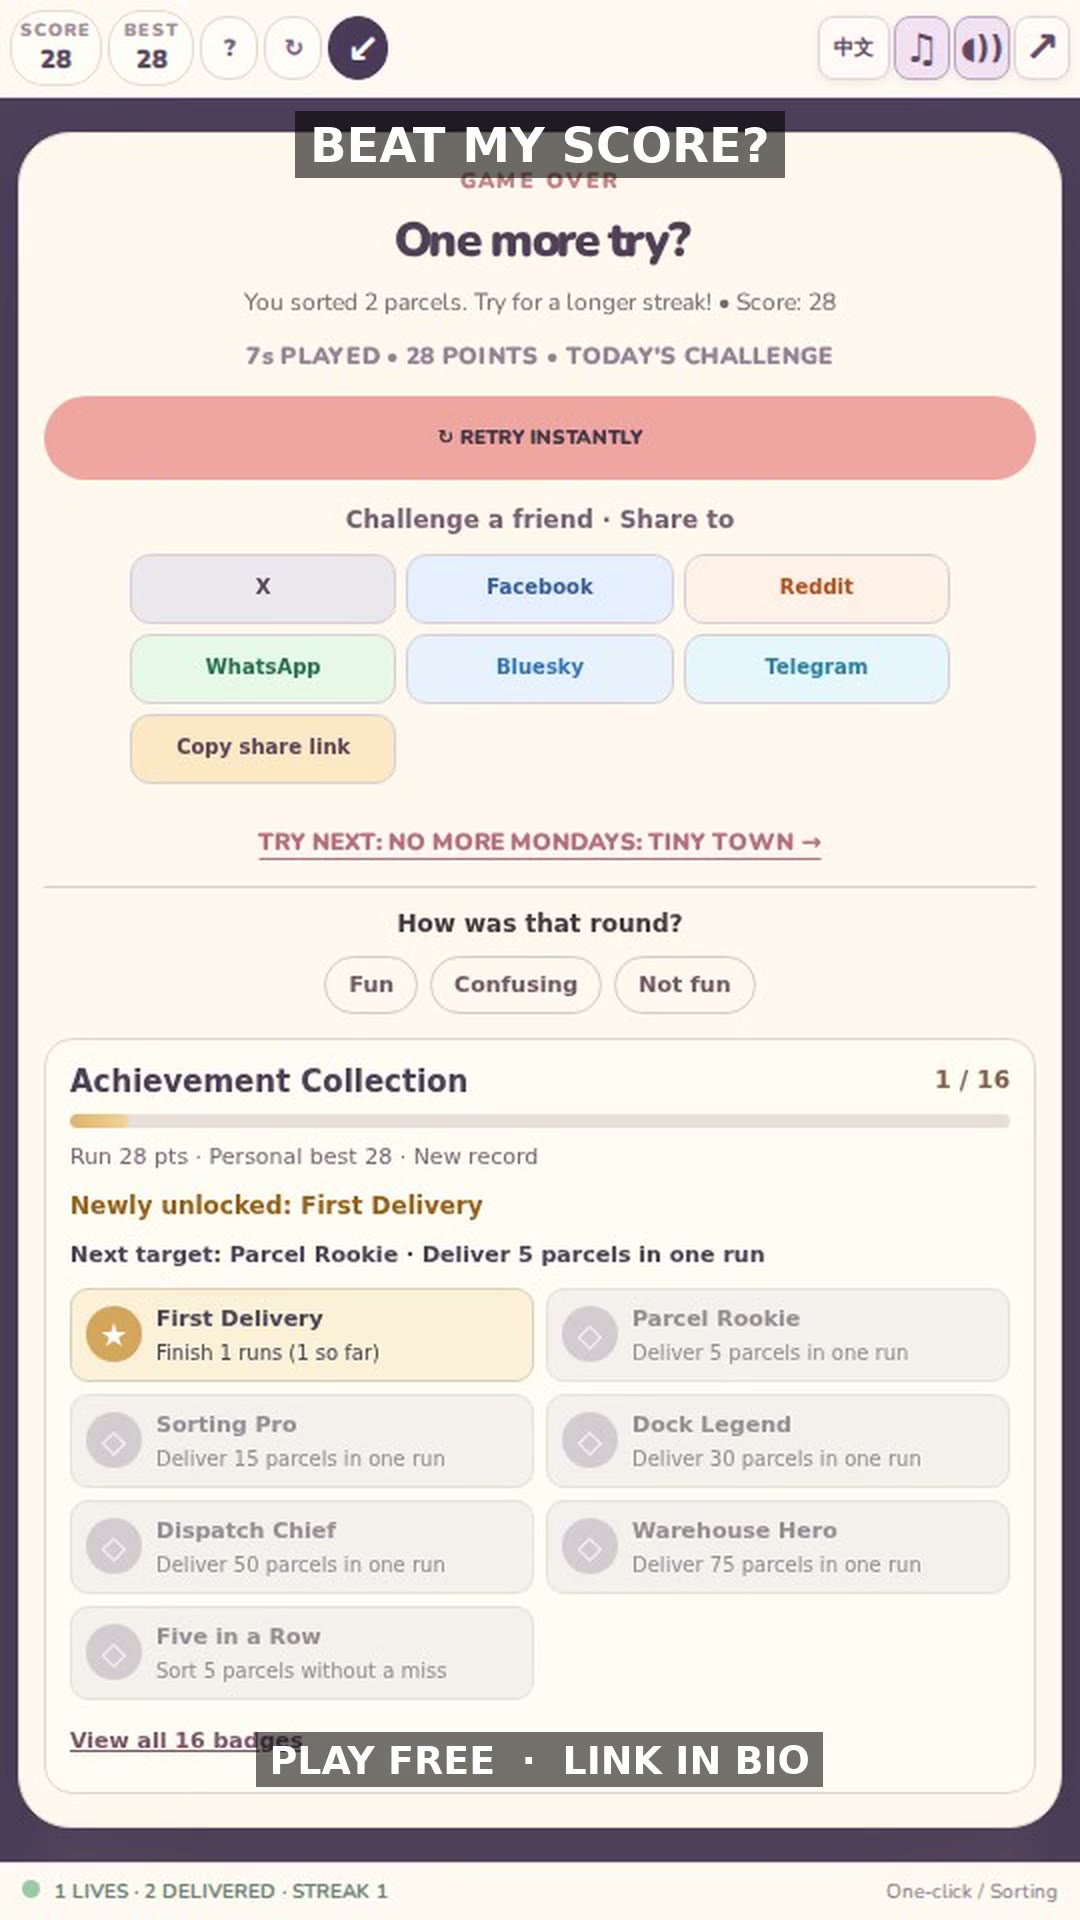 SCORE
28
BEST
28
?
中文
BEAT MY SCORE?
GAME OVER
One more try?
You sorted 2 parcels. Try for a longer streak! • Score: 28
7s PLAYED • 28 POINTS • TODAY'S CHALLENGE
↻ RETRY INSTANTLY
Challenge a friend · Share to
X
Facebook
Reddit
WhatsApp
Bluesky
Telegram
Copy share link
TRY NEXT: NO MORE MONDAYS: TINY TOWN →
How was that round?
Fun
Confusing
Not fun
Achievement Collection
1 / 16
Run 28 pts · Personal best 28 · New record
Newly unlocked: First Delivery
Next target: Parcel Rookie · Deliver 5 parcels in one run
First Delivery
Finish 1 runs (1 so far)
Parcel Rookie
Deliver 5 parcels in one run
Sorting Pro
Deliver 15 parcels in one run
Dock Legend
Deliver 30 parcels in one run
Dispatch Chief
Deliver 50 parcels in one run
Warehouse Hero
Deliver 75 parcels in one run
Five in a Row
Sort 5 parcels without a miss
View all 16 badges
PLAY FREE · LINK IN BIO
1 LIVES · 2 DELIVERED · STREAK 1
One-click / Sorting